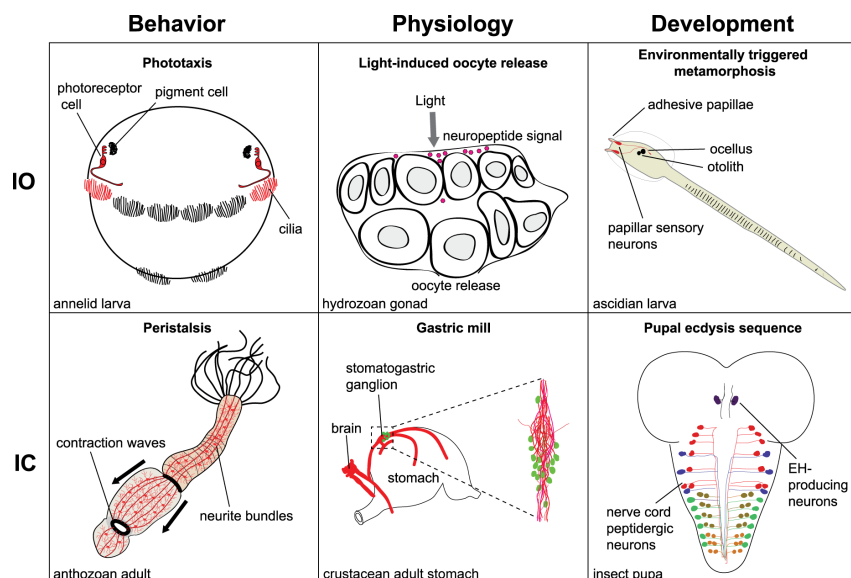 Behavior
Physiology
Development
IO
Phototaxis
photoreceptor
cell
pigment cell
cilia
annelid larva
Light-induced oocyte release
Light
neuropeptide signal
oocyte release
hydrozoan gonad
Environmentally triggered
metamorphosis
adhesive papillae
ocellus
otolith
papillar sensory
neurons
ascidian larva
IC
Peristalsis
contraction waves
neurite bundles
anthozoan adult
Gastric mill
stomatogastric
ganglion
brain
stomach
crustacean adult stomach
Pupal ecdysis sequence
EH-
producing
neurons
nerve cord
peptidergic
neurons
insect pupa